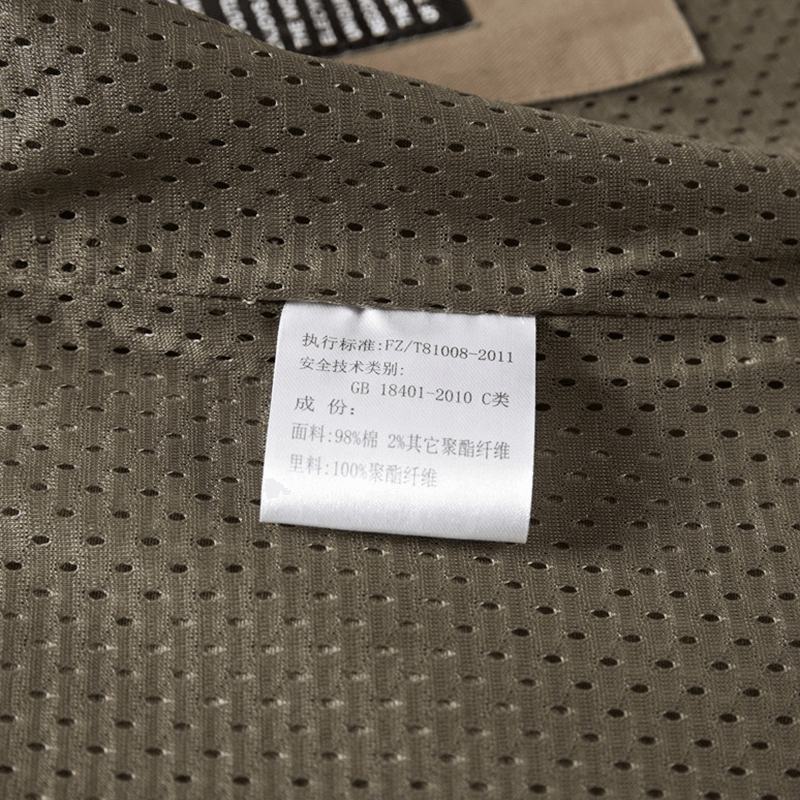 执行标准:FZ/T81008-2011
安全技术类别:
GB 18401-2010 C类
成 份:
面料:98%棉 2%其它聚酯纤维
里料:100%聚酯纤维